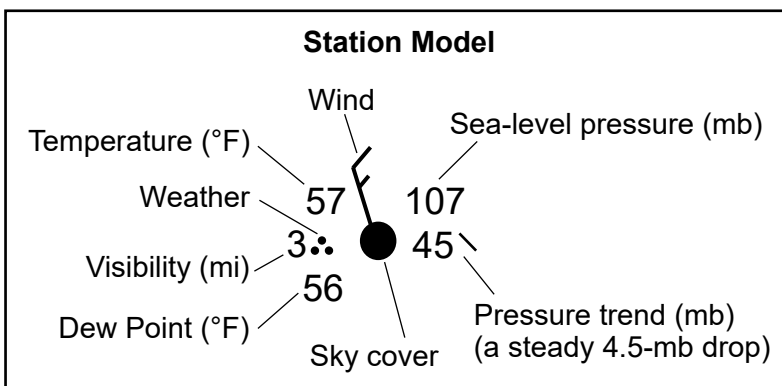 Station Model
Wind
Sea-level pressure (mb)
Temperature (°F)
Weather
57
107
3
45
Visibility (mi)
56
Dew Point (°F)
Pressure trend (mb)
(a steady 4.5-mb drop)
Sky cover